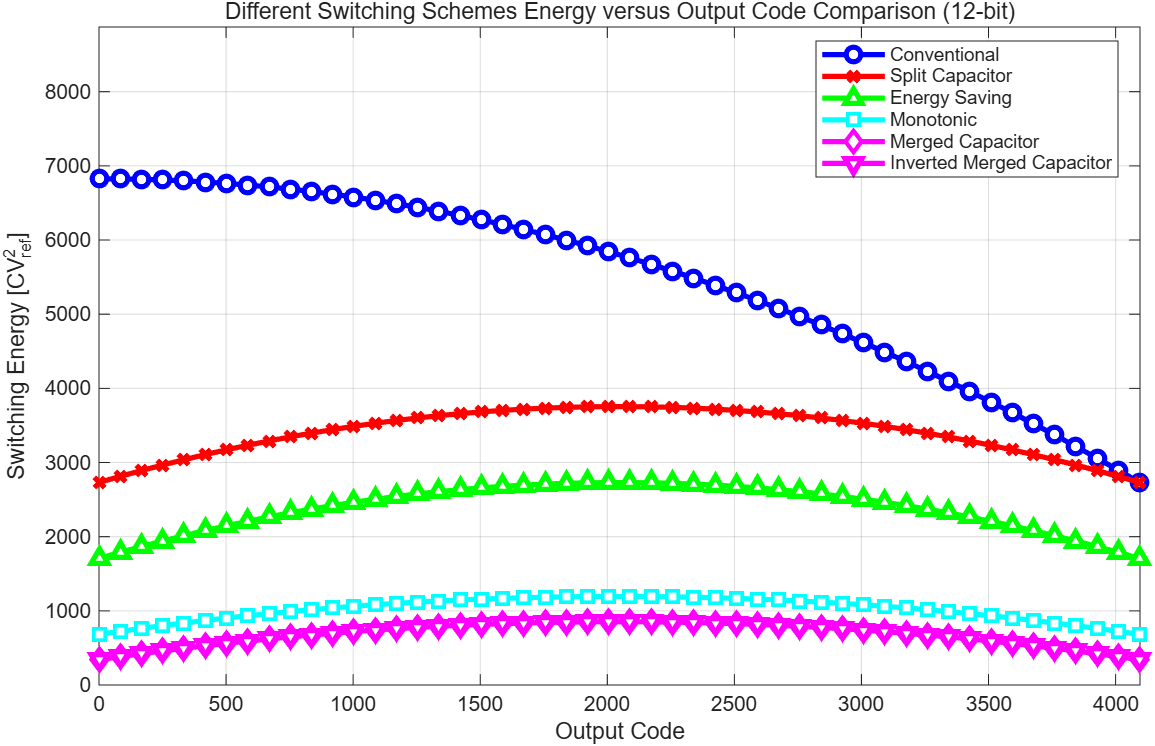 Different Switching Schemes Energy versus Output Code Comparison (12-bit)
Conventional
Split Capacitor
Energy Saving
Monotonic
Merged Capacitor
Inverted Merged Capacitor
Switching Energy [CV²ref]
8000
7000
6000
5000
4000
3000
2000
1000
0
0 500 1000 1500 2000 2500 3000 3500 4000
Output Code